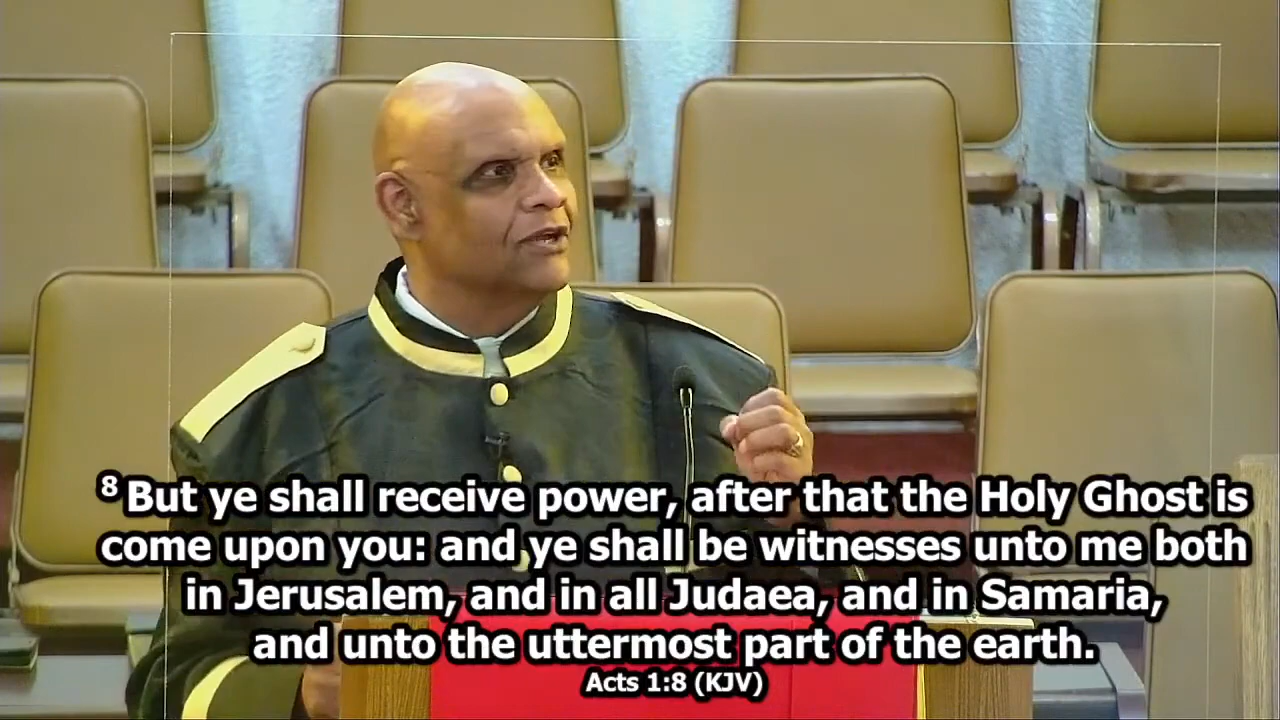 8 But ye shall receive power, after that the Holy Ghost is
come upon you: and ye shall be witnesses unto me both
in Jerusalem, and in all Judaea, and in Samaria,
and unto the uttermost part of the earth.
Acts 1:8 (KJV)